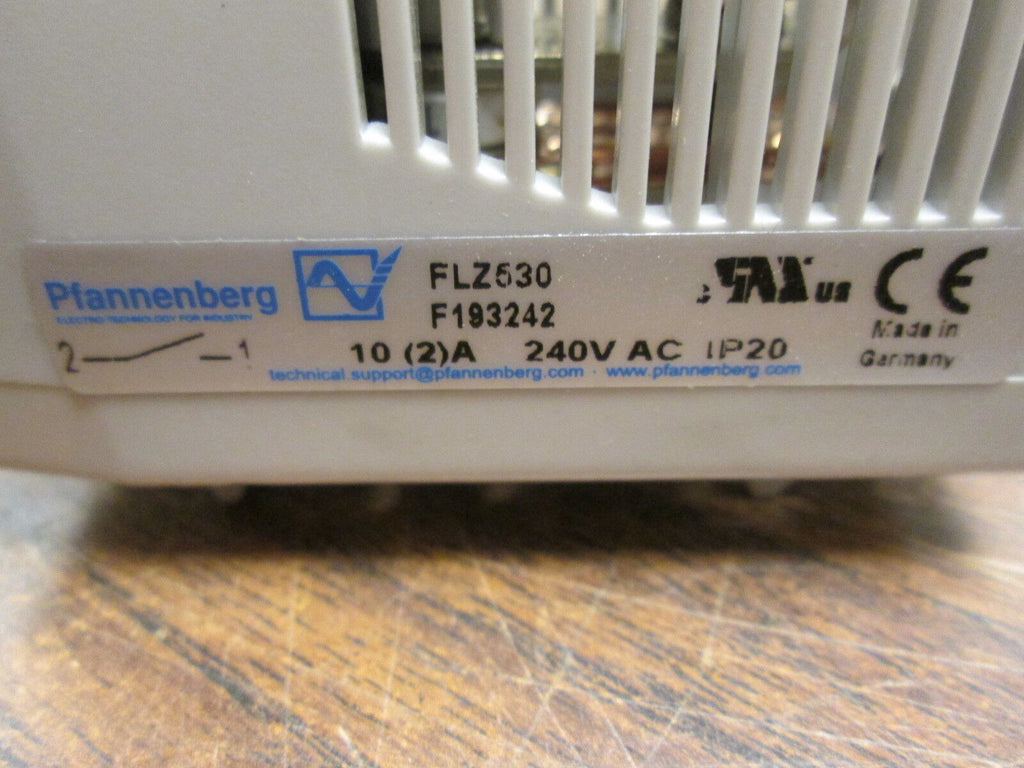 Pfannenberg
ELECTRO-TECHNOLOGY FOR INDUSTRY
FLZ530
F193242
2 1
10 (2)A 240V AC IP20
technical.support@pfannenberg.com · www.pfannenberg.com
c us CE
Made in
Germany